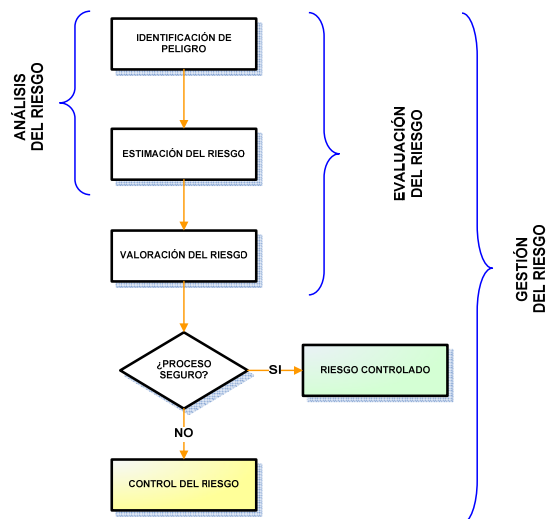 IDENTIFICACIÓN DE
PELIGRO
ANÁLISIS
DEL RIESGO
ESTIMACIÓN DEL RIESGO
EVALUACIÓN
DEL RIESGO
VALORACIÓN DEL RIESGO
GESTIÓN
DEL RIESGO
¿PROCESO
SEGURO?
SI
RIESGO CONTR0LADO
NO
CONTROL DEL RIESGO